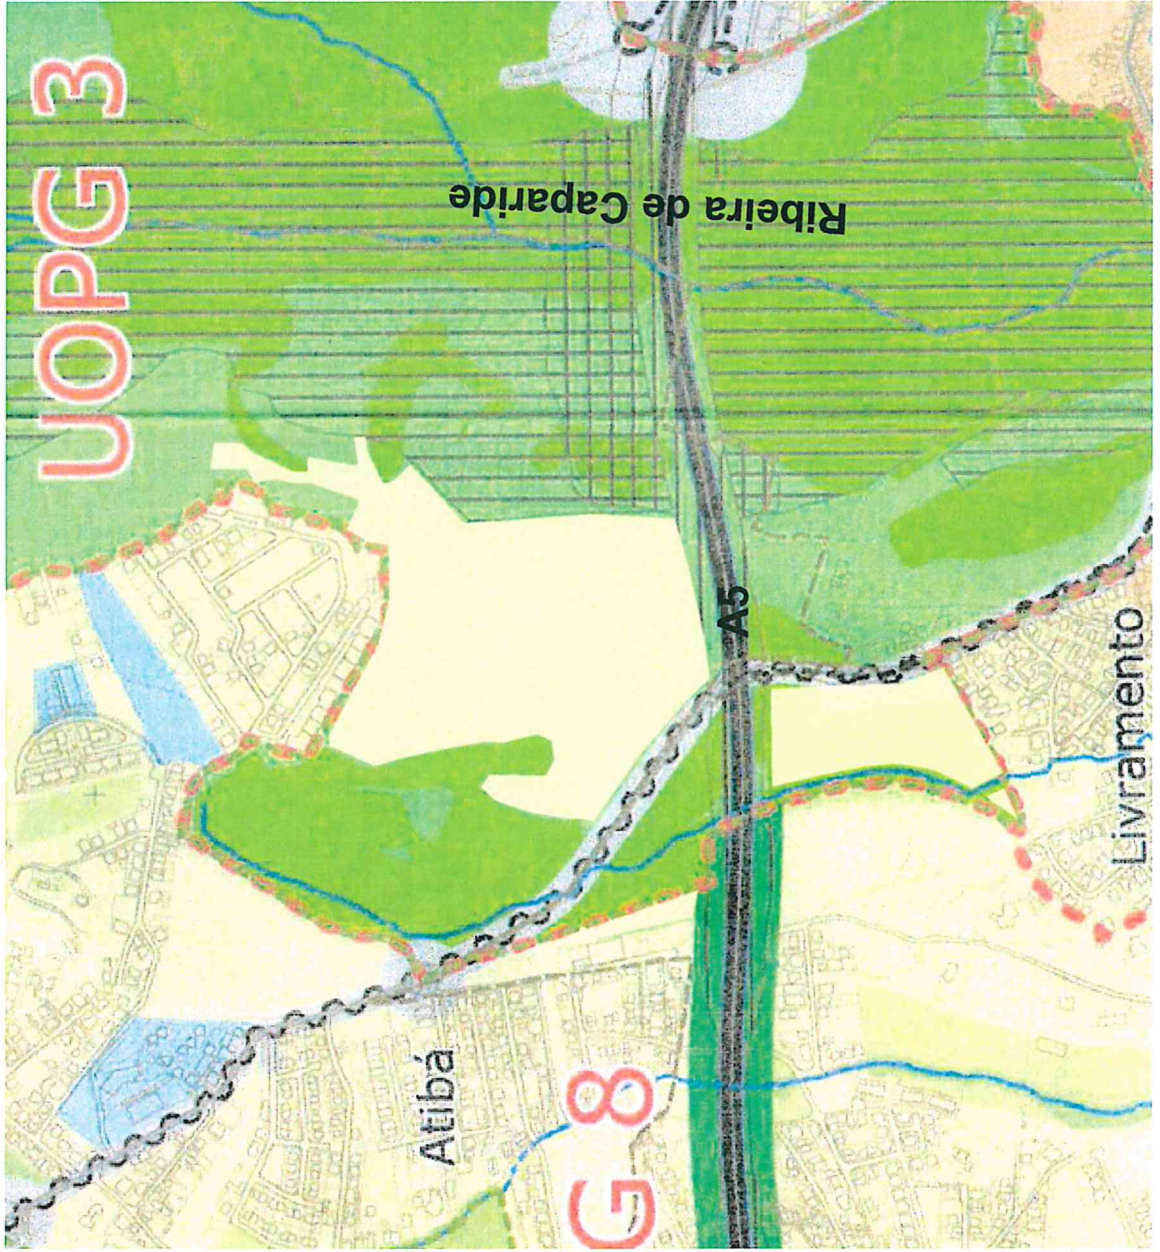 UOPG 3
Ribeira de Caparide
A5
Livramento
Atibá
G 8